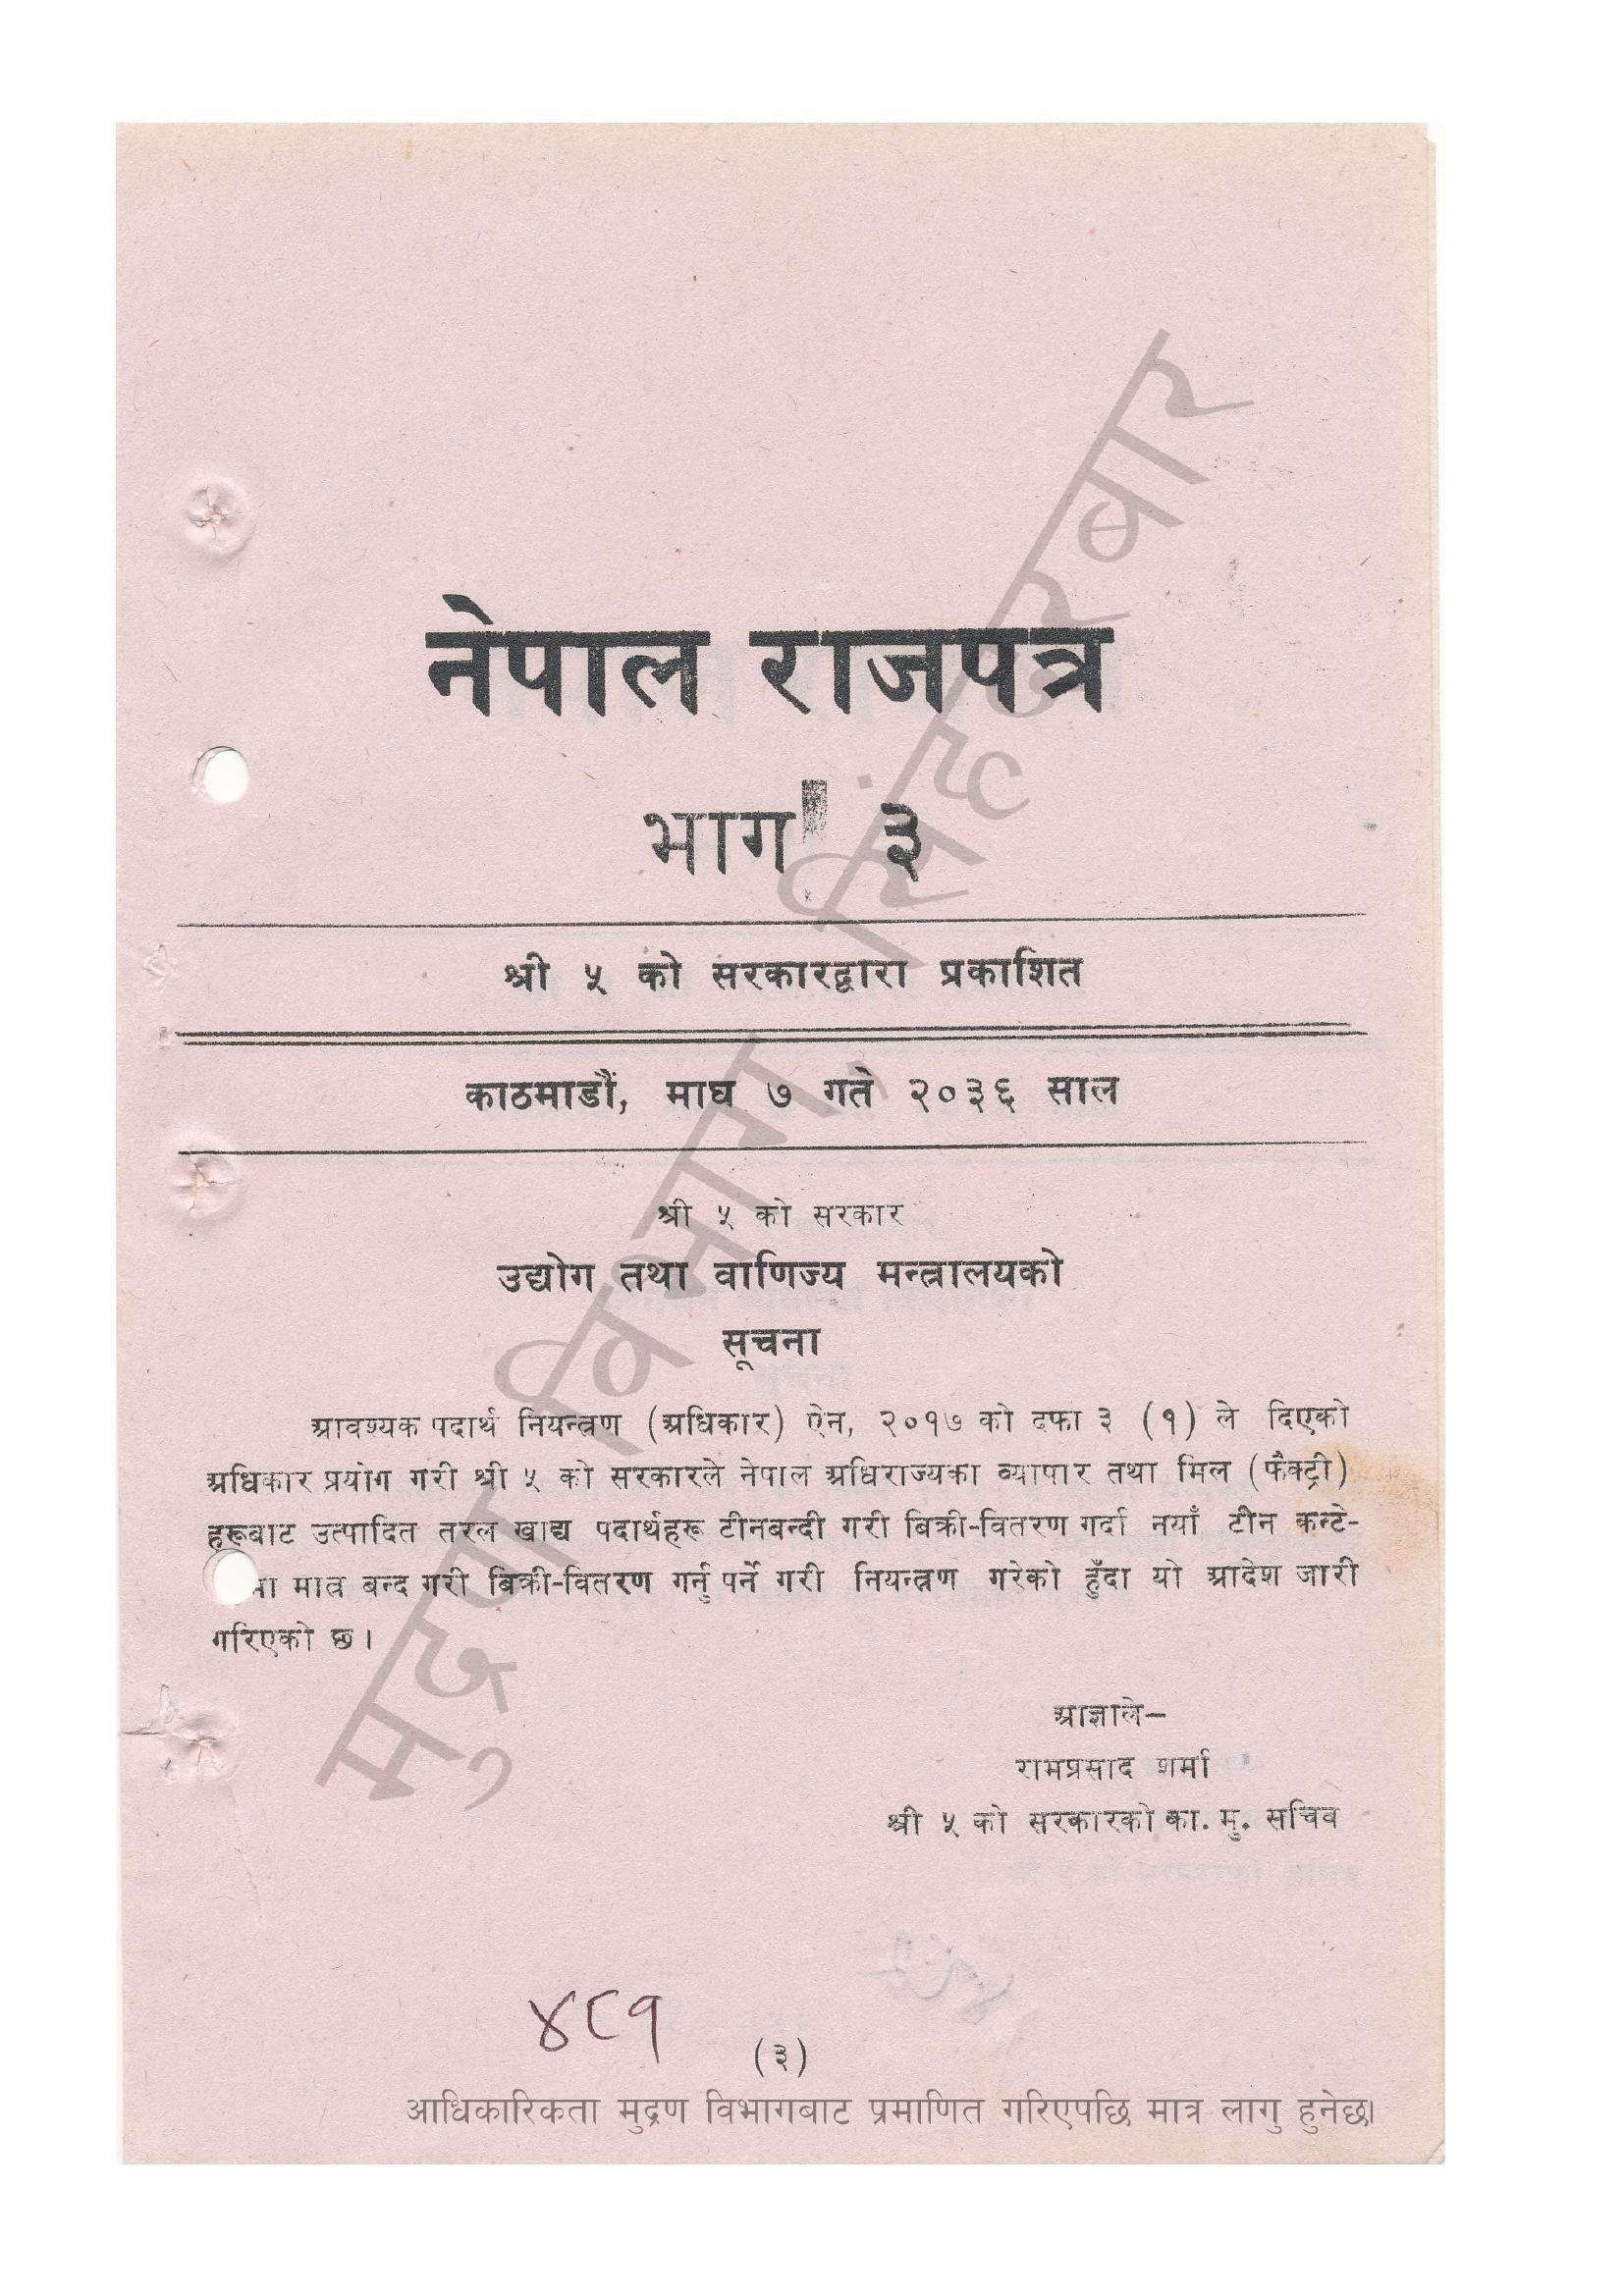 नेपाल राजपत्र
भाग ३
श्री ५ को सरकारद्वारा प्रकाशित
काठमाडौं, माघ ७ गते २०३६ साल
श्री ५ को सरकार
उद्योग तथा वाणिज्य मन्त्रालयको
सूचना
आवश्यक पदार्थ नियन्त्रण (अधिकार) ऐन, २०१७ को दफा ३ (१) ले दिएको
अधिकार प्रयोग गरी श्री ५ को सरकारले नेपाल अधिराज्यका व्यापार तथा मिल (फैक्ट्री)
हरूबाट उत्पादित तरल खाद्य पदार्थहरू टीनबन्दी गरी बिक्री-वितरण गर्दा नयाँ टीन कन्टे-
मात्र बन्द गरी बिक्री-वितरण गर्नु पर्ने गरी नियन्त्रण गरेको हुँदा यो आदेश जारी
गरिएको छ।
आज्ञाले–
रामप्रसाद शर्मा
श्री ५ को सरकारको का. मु. सचिव
४८१
(३)
आधिकारिकता मुद्रण विभागबाट प्रमाणित गरिएपछि मात्र लागु हुनेछ।
मुद्रण विभाग, सिंहदरबार